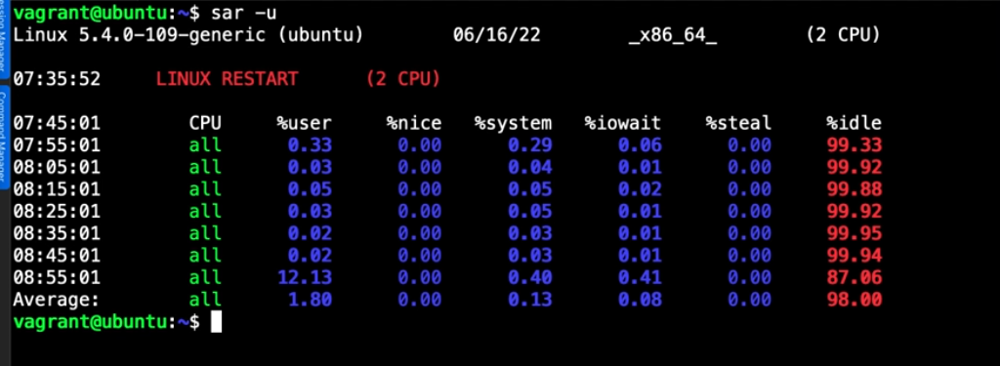 vagrant@ubuntu:~$ sar -u
Linux 5.4.0-109-generic (ubuntu) 06/16/22 _x86_64_ (2 CPU)
07:35:52 LINUX RESTART (2 CPU)
07:45:01 CPU %user %nice %system %iowait %steal %idle
07:55:01 all 0.33 0.00 0.29 0.06 0.00 99.33
08:05:01 all 0.03 0.00 0.04 0.01 0.00 99.92
08:15:01 all 0.05 0.00 0.05 0.02 0.00 99.88
08:25:01 all 0.03 0.00 0.05 0.01 0.00 99.92
08:35:01 all 0.02 0.00 0.03 0.01 0.00 99.95
08:45:01 all 0.02 0.00 0.03 0.01 0.00 99.94
08:55:01 all 12.13 0.00 0.40 0.41 0.00 87.06
Average: all 1.80 0.00 0.13 0.08 0.00 98.00
vagrant@ubuntu:~$
Manager
Command Manager